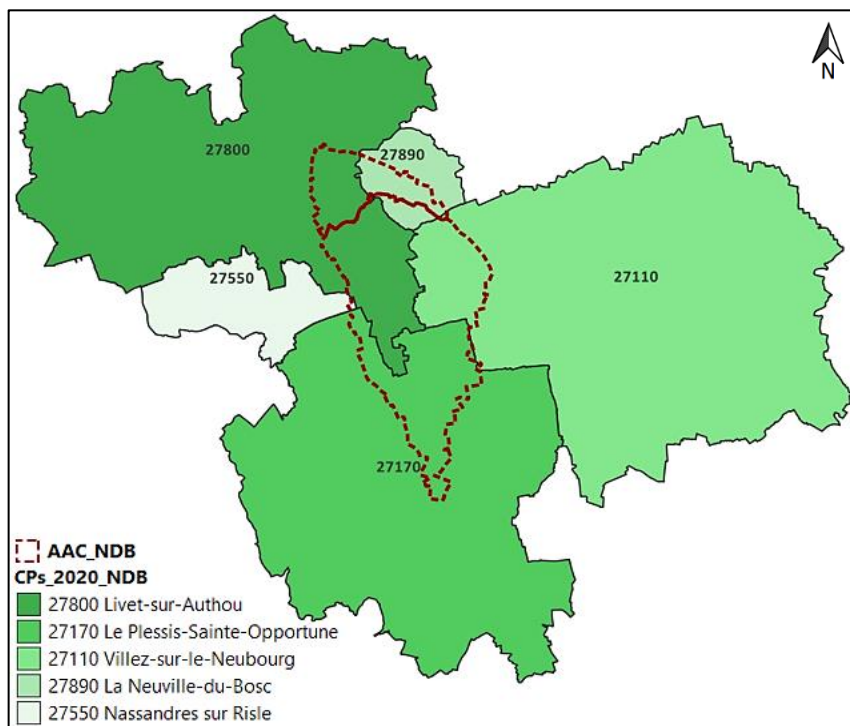 N
27800
27890
27550
27110
27170
AAC_NDB
CPs_2020_NDB
27800 Livet-sur-Authou
27170 Le Plessis-Sainte-Opportune
27110 Villez-sur-le-Neubourg
27890 La Neuville-du-Bosc
27550 Nassandres sur Risle